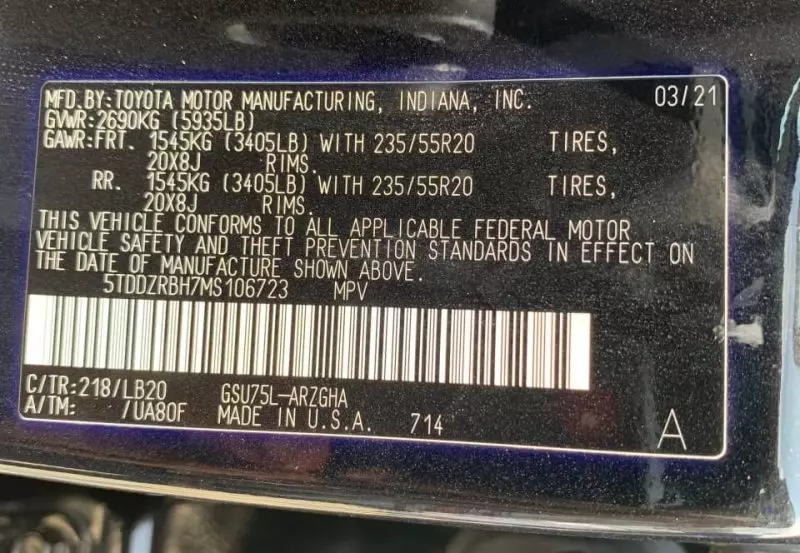 MFD.BY:TOYOTA MOTOR MANUFACTURING, INDIANA, INC. 03/21
GVWR:2690KG (5935LB)
GAWR:FRT. 1545KG (3405LB) WITH 235/55R20 TIRES,
20X8J RIMS.
RR. 1545KG (3405LB) WITH 235/55R20 TIRES,
20X8J RIMS.
THIS VEHICLE CONFORMS TO ALL APPLICABLE FEDERAL MOTOR
VEHICLE SAFETY AND THEFT PREVENTION STANDARDS IN EFFECT ON
THE DATE OF MANUFACTURE SHOWN ABOVE.
5TDDZRBH7MS106723 MPV
C/TR:218/LB20 GSU75L-ARZGHA
A/TM: /UA80F MADE IN U.S.A. 714 A